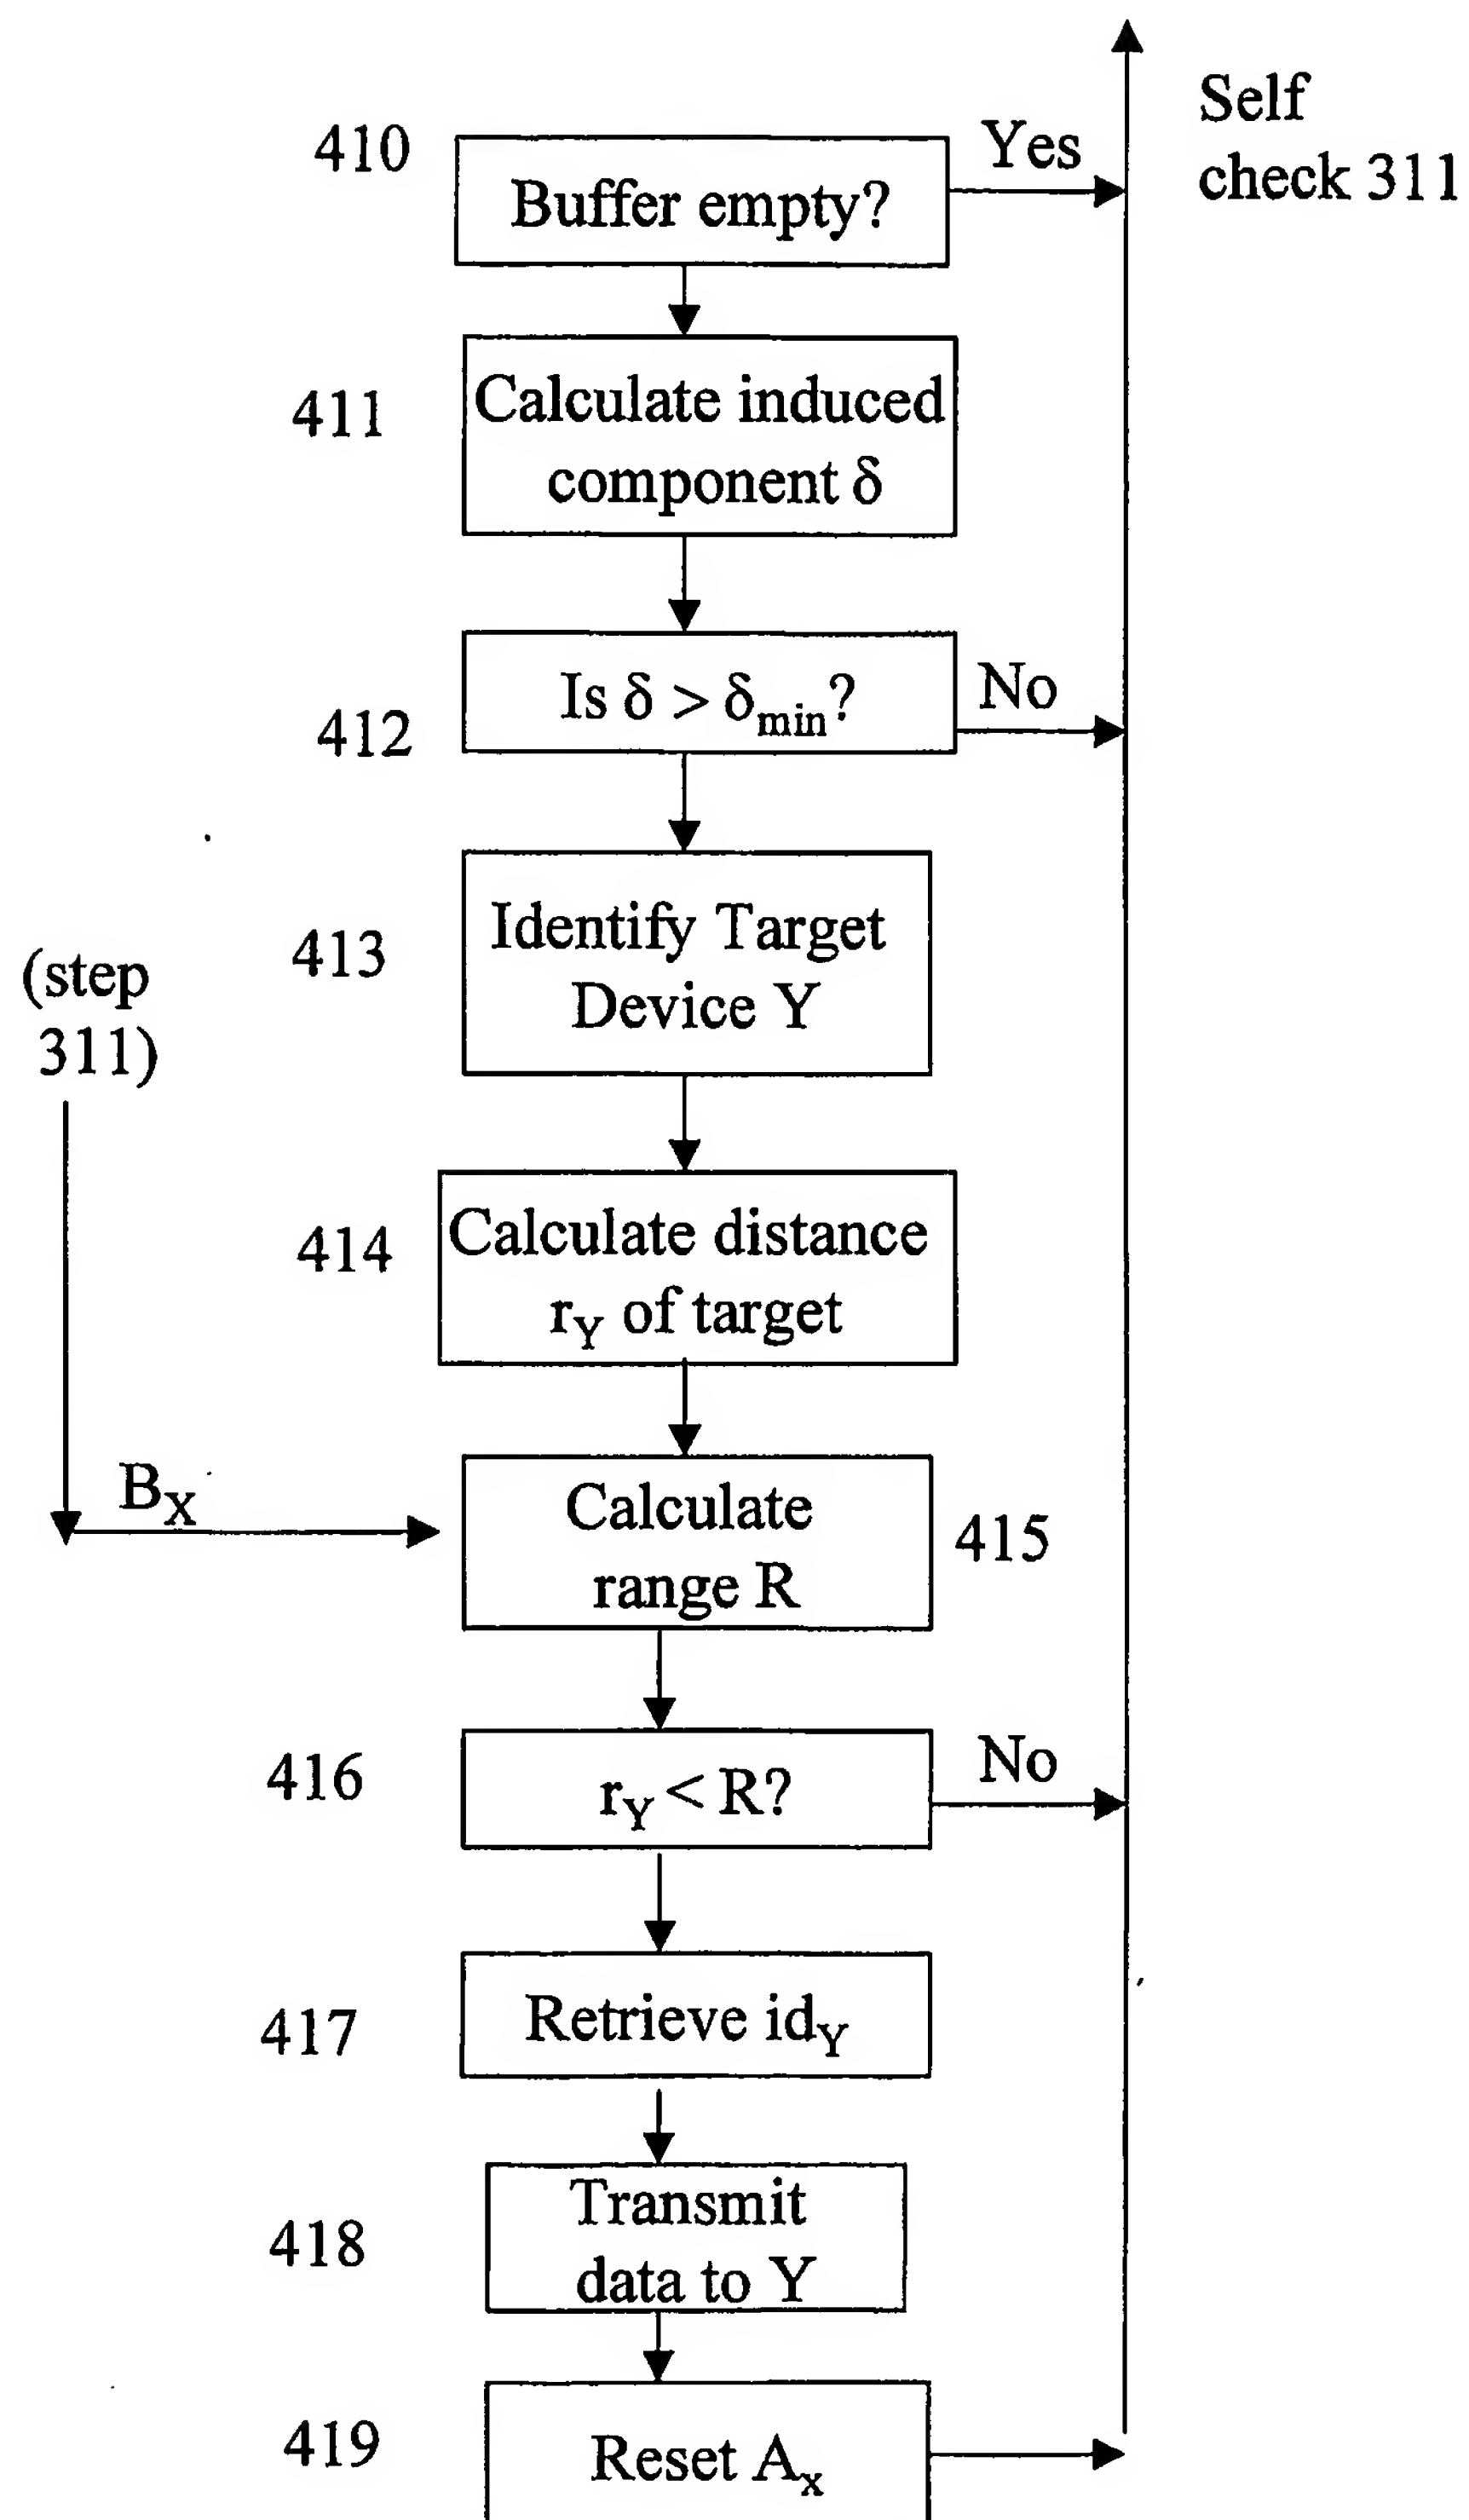 Self
check 311
410
Yes
Buffer empty?
411
Calculate induced
component δ
412
Is δ > δmin?
No
413
Identify Target
Device Y
(step
311)
414
Calculate distance
rY of target
BX
Calculate
range R
415
416
rY < R?
No
417
Retrieve idY
418
Transmit
data to Y
419
Reset Ax